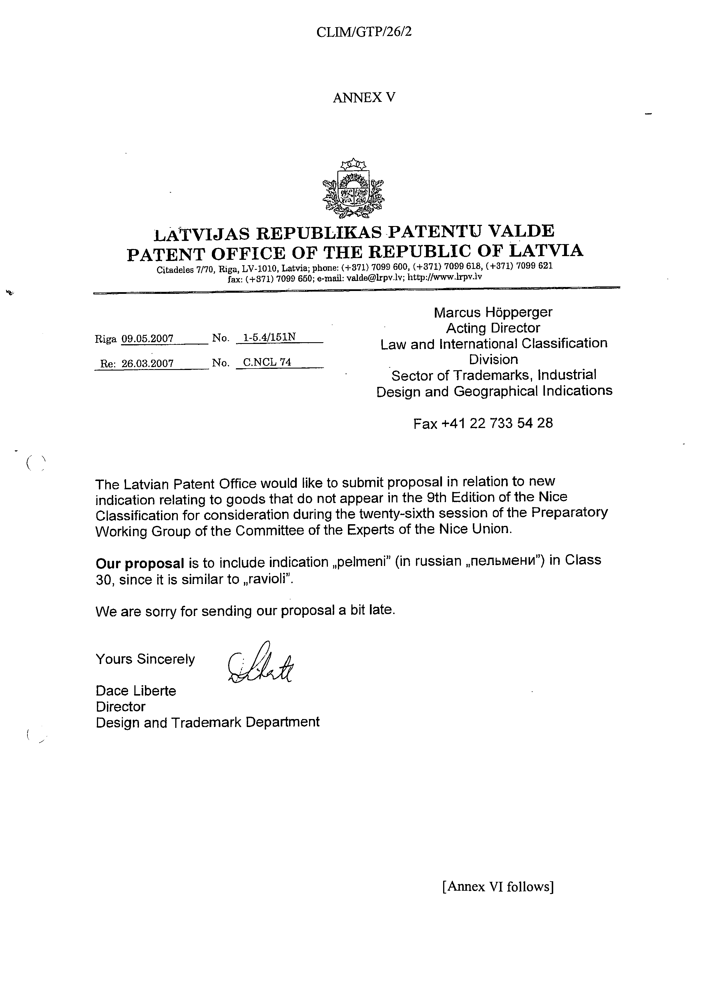 CLIM/GTP/26/2
ANNEX V
LATVIJAS REPUBLIKAS PATENTU VALDE
PATENT OFFICE OF THE REPUBLIC OF LATVIA
Citadeles 7/70, Riga, LV-1010, Latvia; phone: (+371) 7099 600, (+371) 7099 618, (+371) 7099 621
fax: (+371) 7099 650; e-mail: valde@lrpv.lv; http://www.lrpv.lv
Riga 09.05.2007 No. 1-5.4/151N
Re: 26.03.2007 No. C.NCL 74
Marcus Höpperger
Acting Director
Law and International Classification
Division
Sector of Trademarks, Industrial
Design and Geographical Indications
Fax +41 22 733 54 28
The Latvian Patent Office would like to submit proposal in relation to new
indication relating to goods that do not appear in the 9th Edition of the Nice
Classification for consideration during the twenty-sixth session of the Preparatory
Working Group of the Committee of the Experts of the Nice Union.
Our proposal is to include indication „pelmeni” (in russian „пельмени”) in Class
30, since it is similar to „ravioli”.
We are sorry for sending our proposal a bit late.
Yours Sincerely
Dace Liberte
Director
Design and Trademark Department
[Annex VI follows]